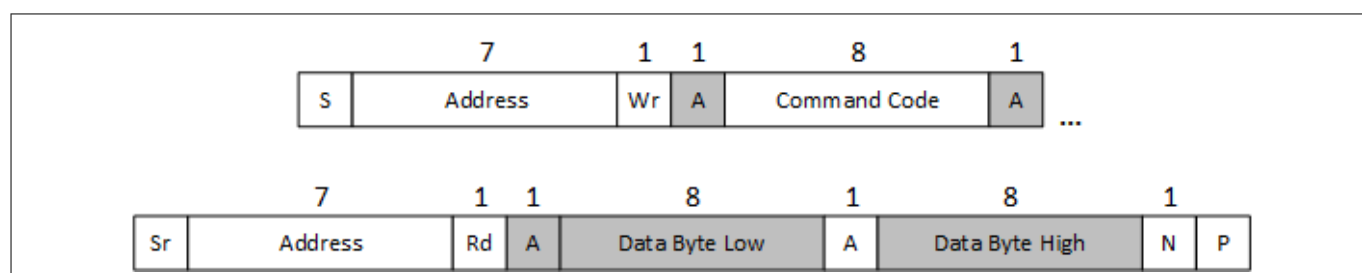 7 1 1 8 1
S Address Wr A Command Code A ...
7 1 1 8 1 8 1
Sr Address Rd A Data Byte Low A Data Byte High N P